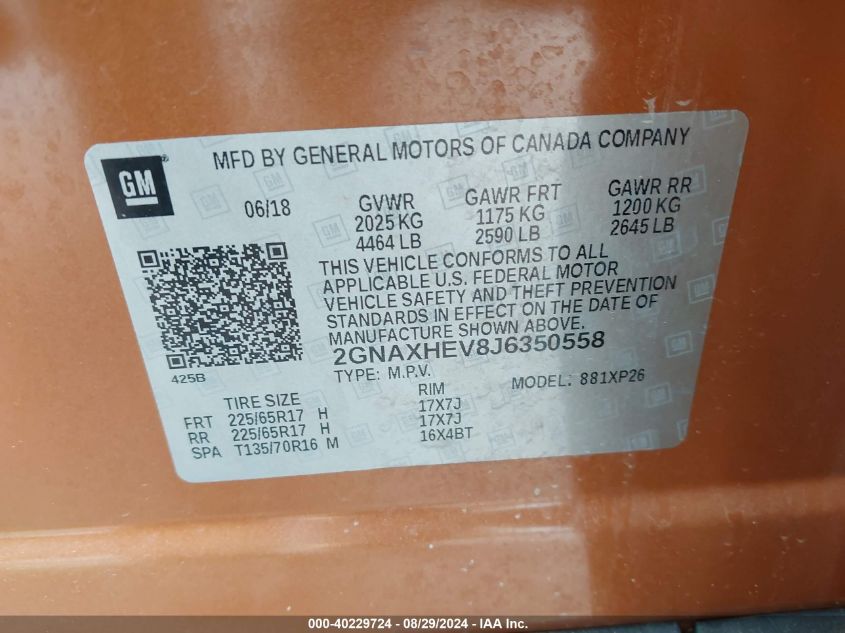 GM ®
MFD BY GENERAL MOTORS OF CANADA COMPANY
06/18
GVWR
2025 KG
4464 LB
GAWR FRT
1175 KG
2590 LB
GAWR RR
1200 KG
2645 LB
THIS VEHICLE CONFORMS TO ALL
APPLICABLE U.S. FEDERAL MOTOR
VEHICLE SAFETY AND THEFT PREVENTION
STANDARDS IN EFFECT ON THE DATE OF
MANUFACTURE SHOWN ABOVE.
2GNAXHEV8J6350558
TYPE: M.P.V.
MODEL: 881XP26
425B
TIRE SIZE
RIM
FRT 225/65R17 H 17X7J
RR 225/65R17 H 17X7J
SPA T135/70R16 M 16X4BT
000-40229724 - 08/29/2024 - IAA Inc.